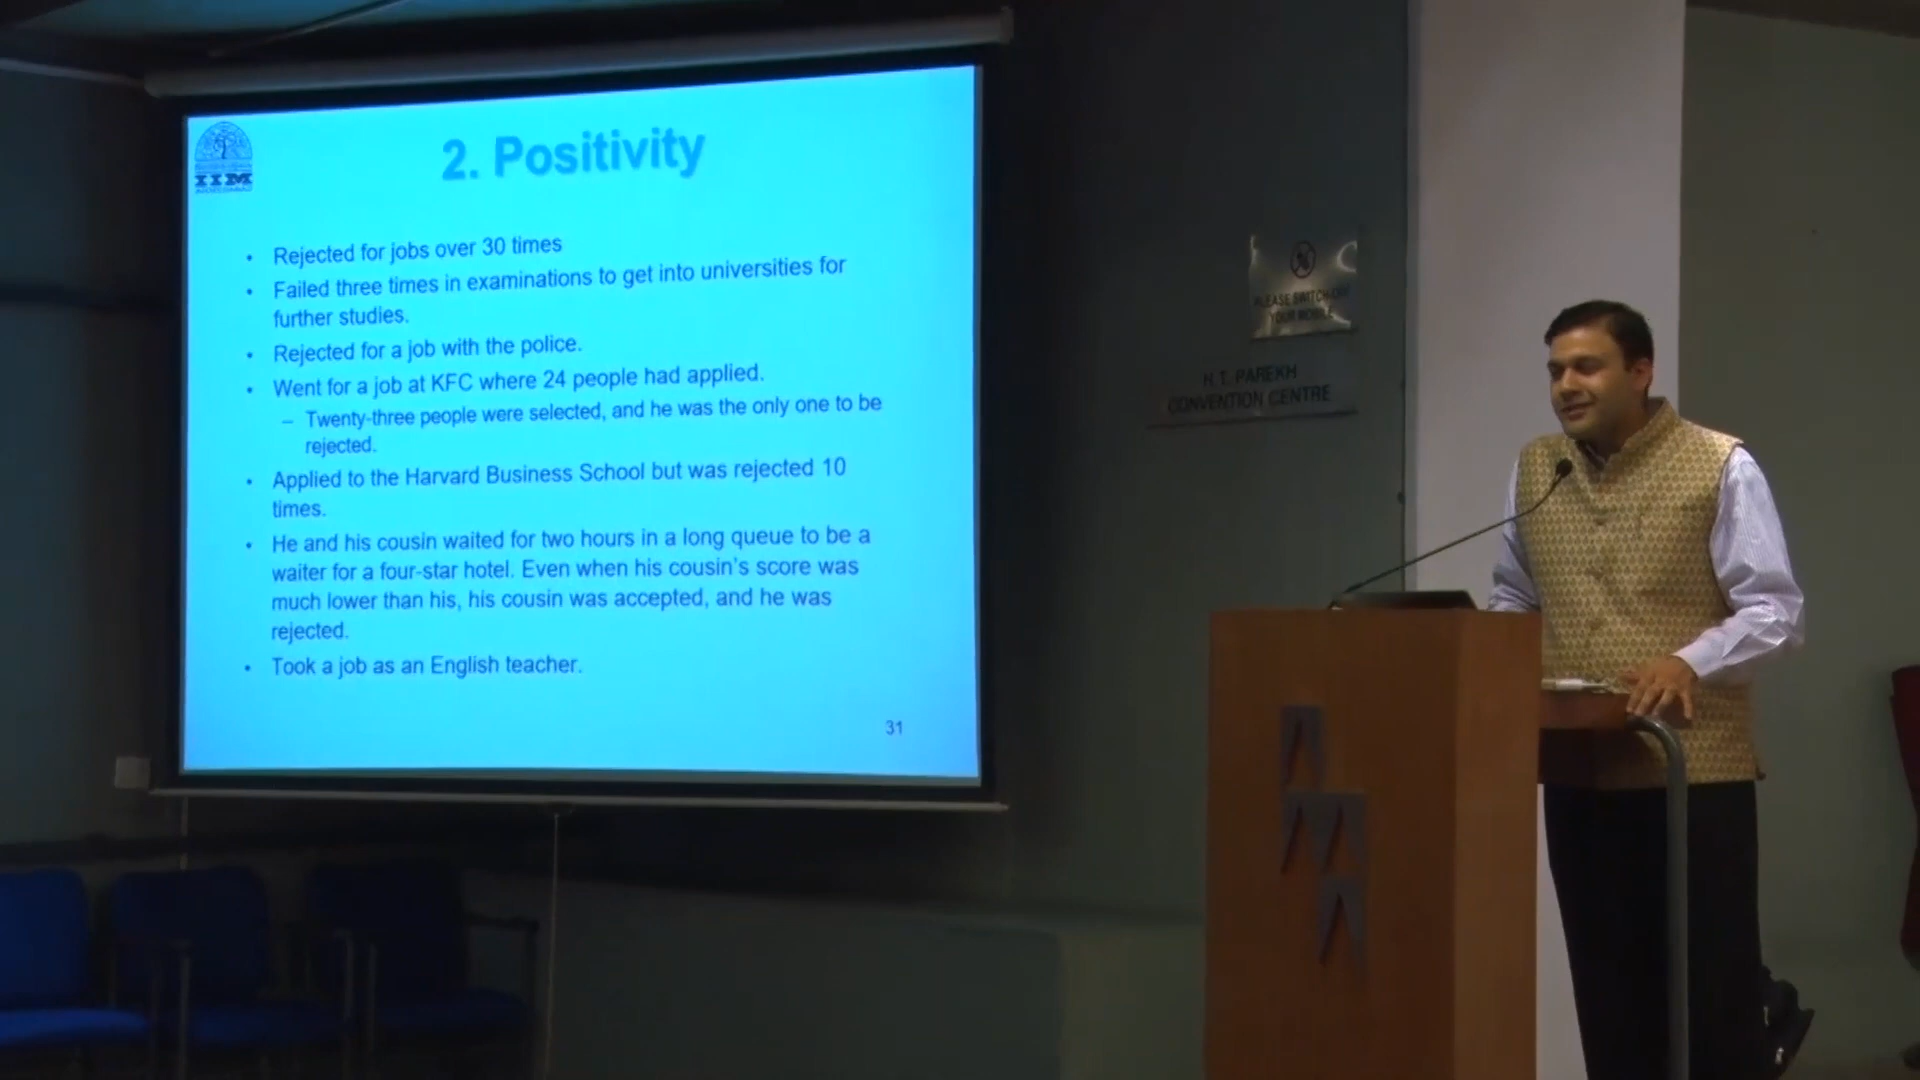 2. Positivity
IIM
• Rejected for jobs over 30 times
• Failed three times in examinations to get into universities for
further studies.
• Rejected for a job with the police.
• Went for a job at KFC where 24 people had applied.
– Twenty-three people were selected, and he was the only one to be
rejected.
• Applied to the Harvard Business School but was rejected 10
times.
• He and his cousin waited for two hours in a long queue to be a
waiter for a four-star hotel. Even when his cousin's score was
much lower than his, his cousin was accepted, and he was
rejected.
• Took a job as an English teacher.
31
PLEASE SWITCH OFF
YOUR MOBILE
H.T. PAREKH
CONVENTION CENTRE
A
M
A